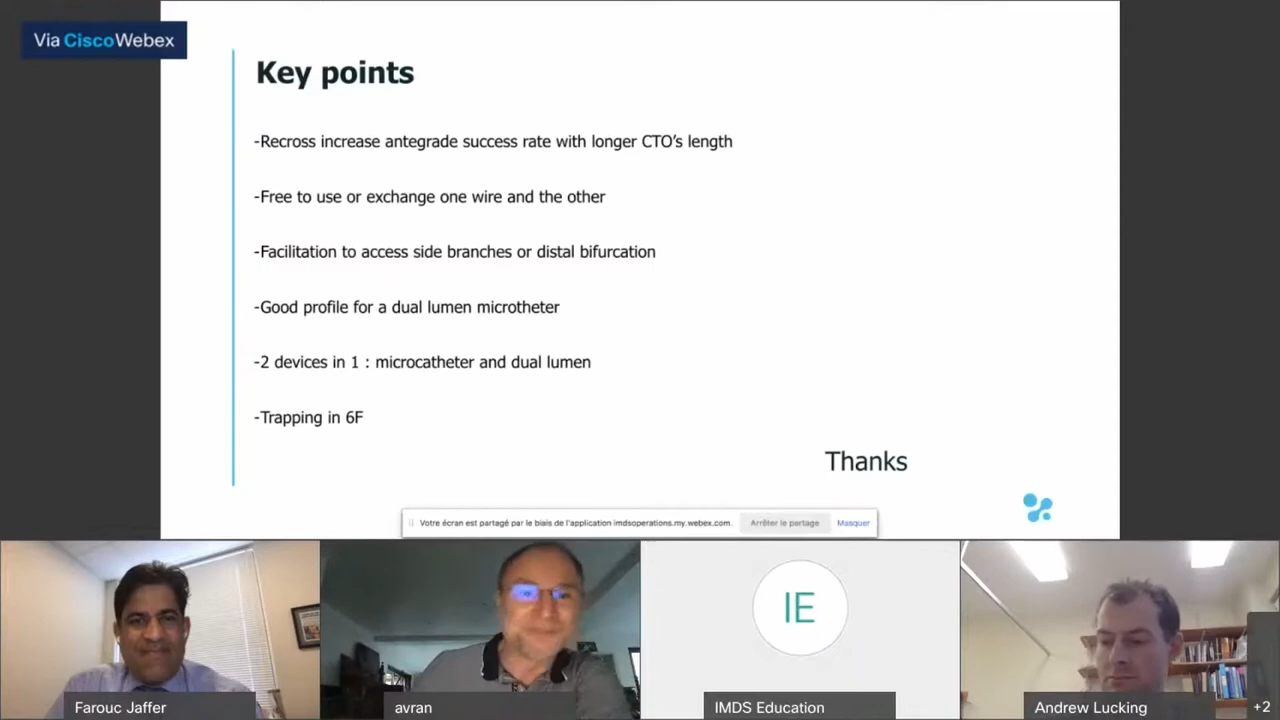 Via CiscoWebex
Key points
-Recross increase antegrade success rate with longer CTO's length
-Free to use or exchange one wire and the other
-Facilitation to access side branches or distal bifurcation
-Good profile for a dual lumen microtheter
-2 devices in 1 : microcatheter and dual lumen
-Trapping in 6F
Thanks
Votre écran est partagé par le biais de l'application imdsoperations.my.webex.com.
Arrêter le partage
Masquer
IE
Farouc Jaffer
avran
IMDS Education
Andrew Lucking
+2